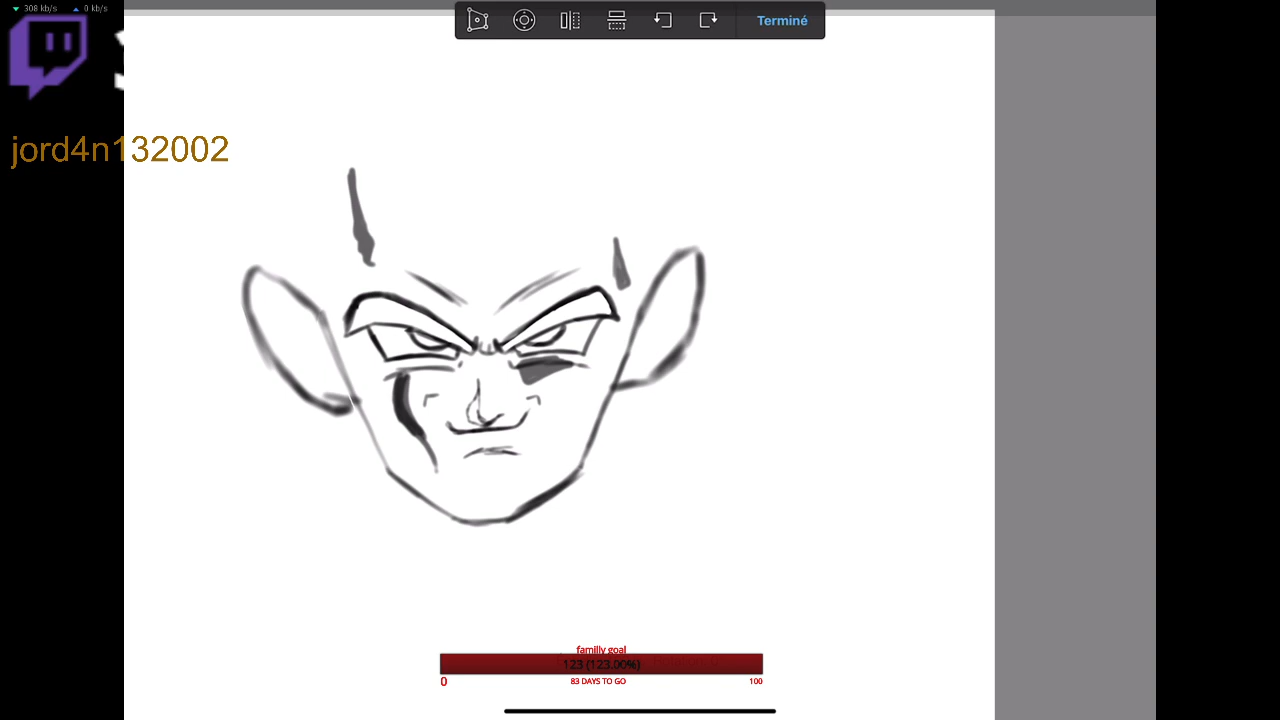 308 kb/s 0 kb/s
Terminé
jord4n132002
familly goal
123 (123.00%)
0 83 DAYS TO GO 100